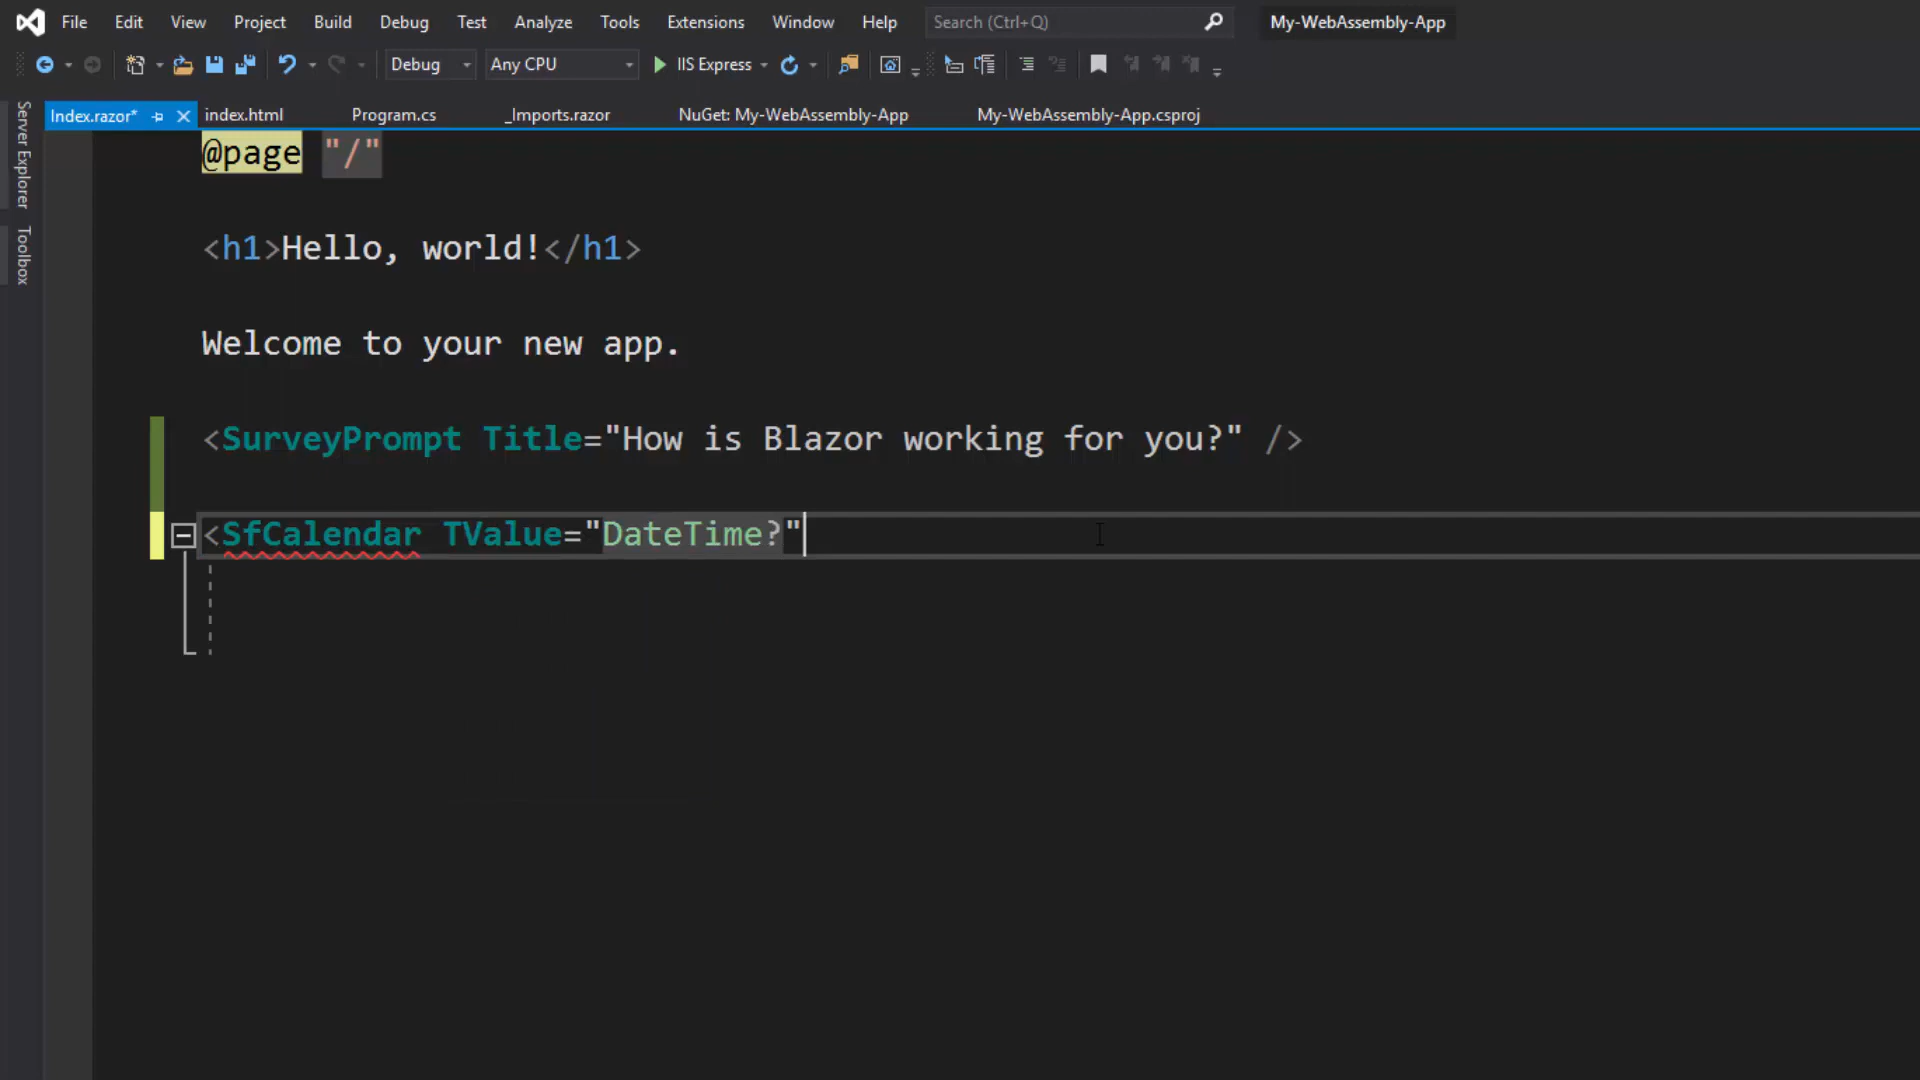 File Edit View Project Build Debug Test Analyze Tools Extensions Window Help Search (Ctrl+Q) My-WebAssembly-App
Debug Any CPU IIS Express
Server Explorer
Toolbox
Index.razor* index.html Program.cs _Imports.razor NuGet: My-WebAssembly-App My-WebAssembly-App.csproj
@page "/"
<h1>Hello, world!</h1>
Welcome to your new app.
<SurveyPrompt Title="How is Blazor working for you?" />
<SfCalendar TValue="DateTime?"